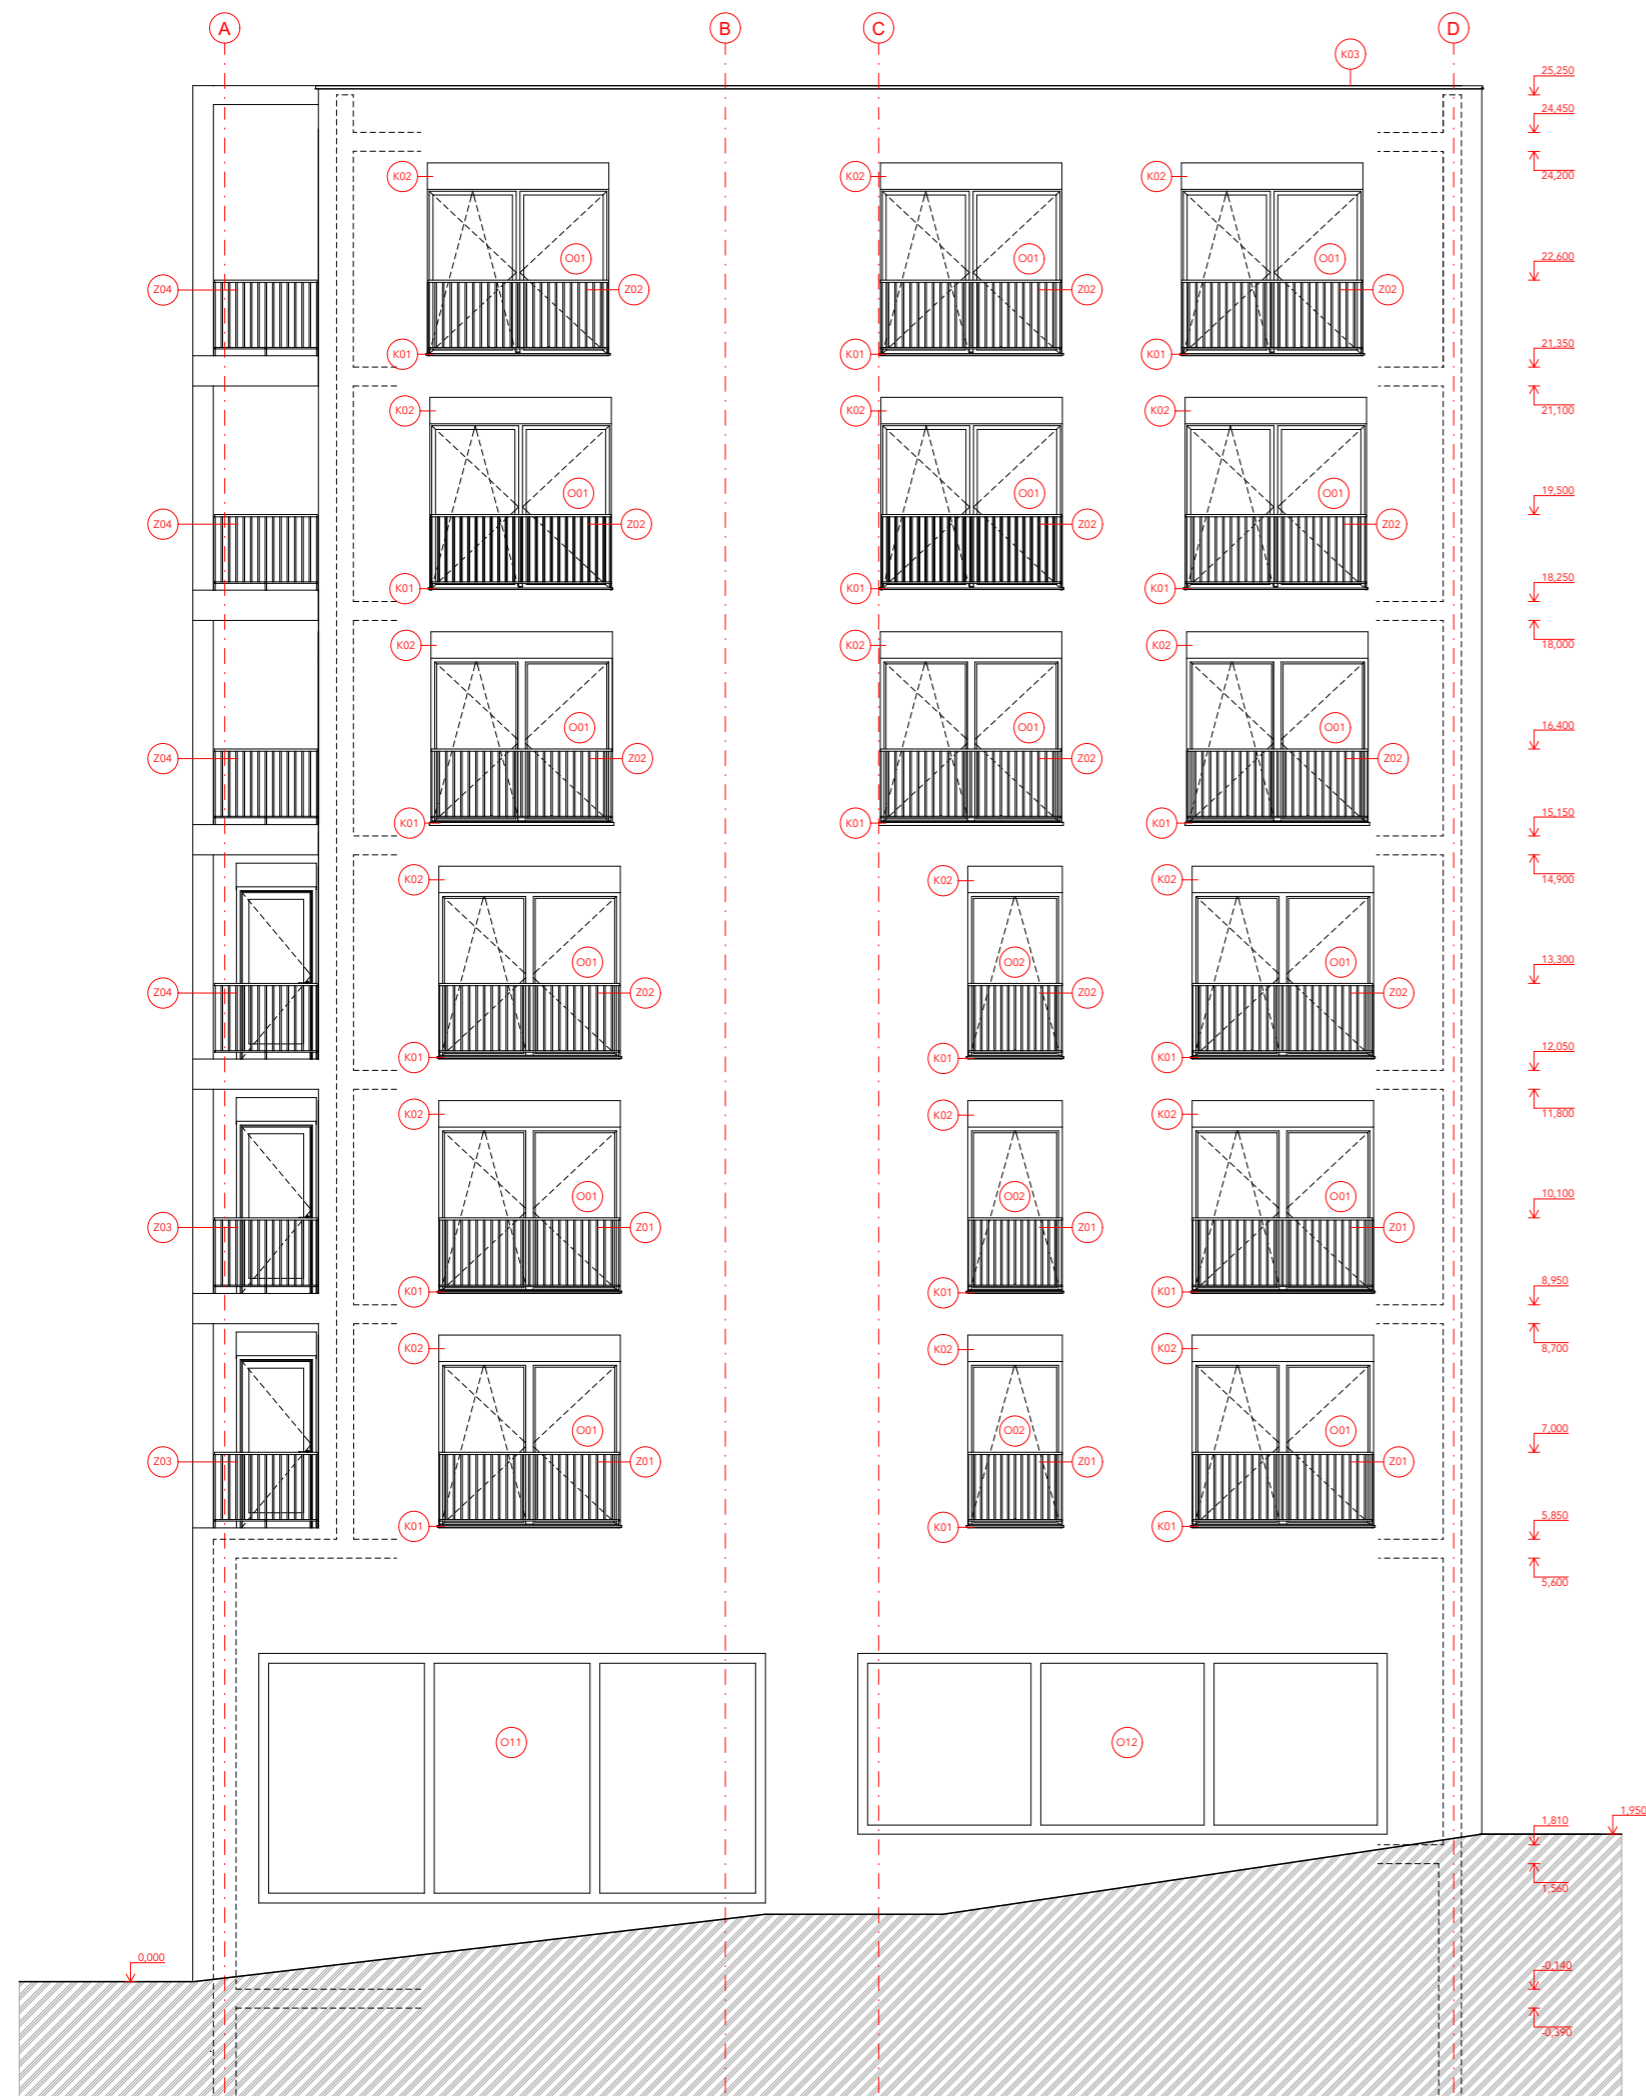 A B C D
K03
25,250
24,450
K02 K02 K02
24,200
O01 O01 O01
22,600
Z04 Z02 Z02 Z02
K01 K01 K01
21,350
K02 K02 K02
21,100
O01 O01 O01
19,500
Z04 Z02 Z02 Z02
K01 K01 K01
18,250
K02 K02 K02
18,000
O01 O01 O01
16,400
Z04 Z02 Z02 Z02
K01 K01 K01
15,150
K02 K02 K02
14,900
O01 O02 O01
13,300
Z04 Z02 Z02 Z02
K01 K01 K01
12,050
K02 K02 K02
11,800
O01 O02 O01
10,100
Z03 Z01 Z01 Z01
K01 K01 K01
8,950
K02 K02 K02
8,700
O01 O02 O01
7,000
Z03 Z01 Z01 Z01
K01 K01 K01
5,850
5,600
O11 O12
1,950
1,810
1,560
0,000
-0,140
-0,390